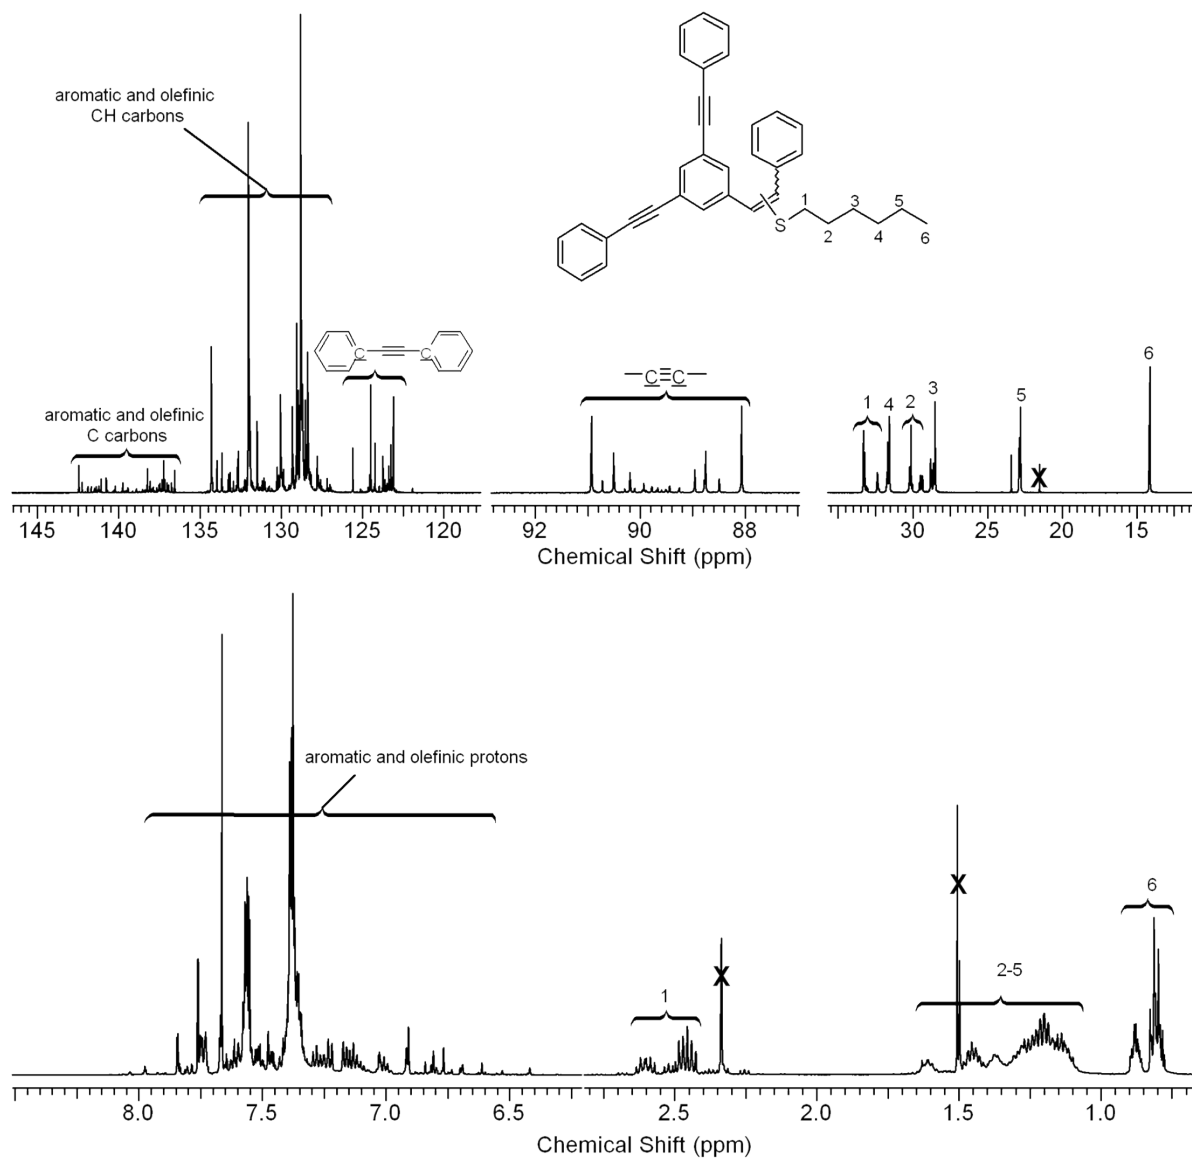 aromatic and olefinic
CH carbons
1
2
3
4
5
6
S
C
C
aromatic and olefinic
C carbons
C≡C
1
4
2
3
5
X
6
145
140
135
130
125
120
92
90
88
30
25
20
15
Chemical Shift (ppm)
aromatic and olefinic protons
1
X
X
2-5
6
8.0
7.5
7.0
6.5
2.5
2.0
1.5
1.0
Chemical Shift (ppm)